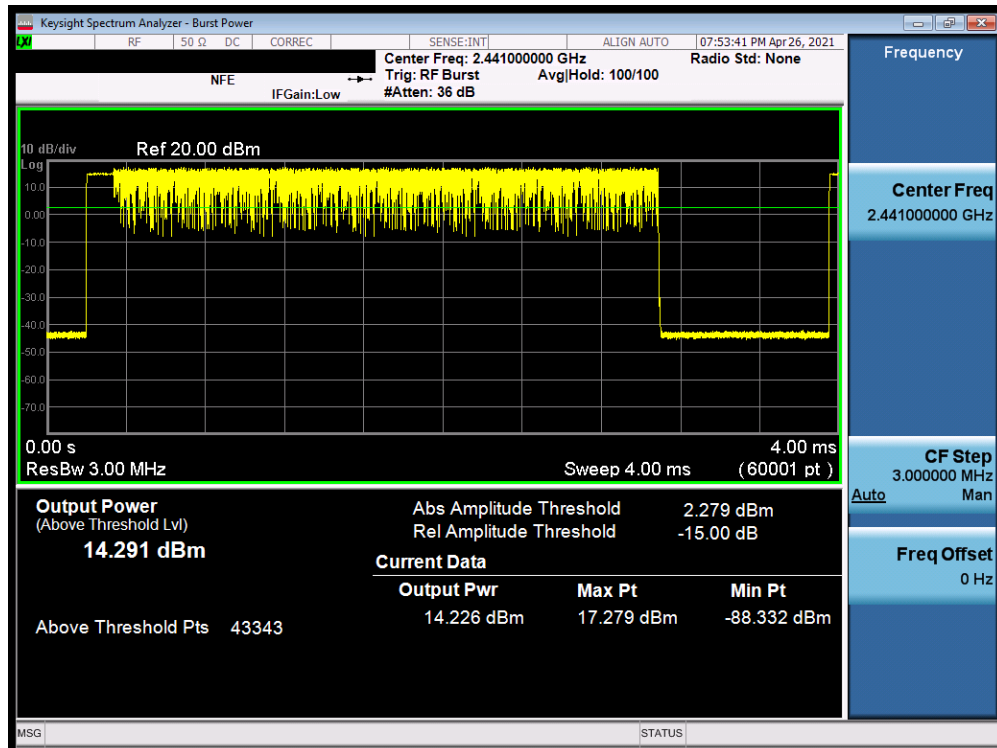 Keysight Spectrum Analyzer - Burst Power
LXI RF 50 Ω DC CORREC SENSE:INT ALIGN AUTO 07:53:41 PM Apr 26, 2021
Center Freq: 2.441000000 GHz Radio Std: None
NFE Trig: RF Burst Avg|Hold: 100/100
IFGain:Low #Atten: 36 dB
10 dB/div Ref 20.00 dBm
Log
10.0
0.00
-10.0
-20.0
-30.0
-40.0
-50.0
-60.0
-70.0
0.00 s 4.00 ms
ResBw 3.00 MHz Sweep 4.00 ms (60001 pt)
Output Power
(Above Threshold Lvl)
14.291 dBm
Above Threshold Pts 43343
Abs Amplitude Threshold 2.279 dBm
Rel Amplitude Threshold -15.00 dB
Current Data
Output Pwr Max Pt Min Pt
14.226 dBm 17.279 dBm -88.332 dBm
Frequency
Center Freq
2.441000000 GHz
CF Step
3.000000 MHz
Auto Man
Freq Offset
0 Hz
MSG STATUS